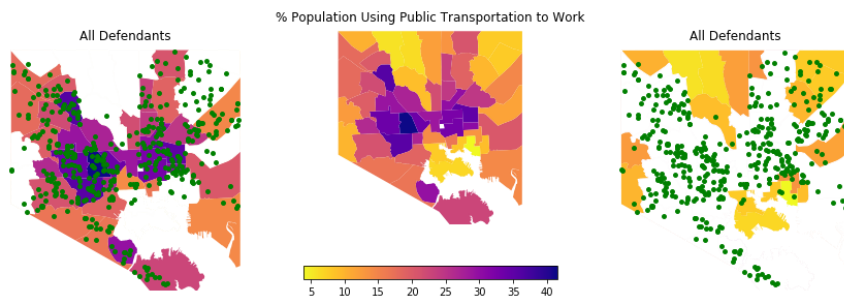 % Population Using Public Transportation to Work
All Defendants
All Defendants
5 10 15 20 25 30 35 40